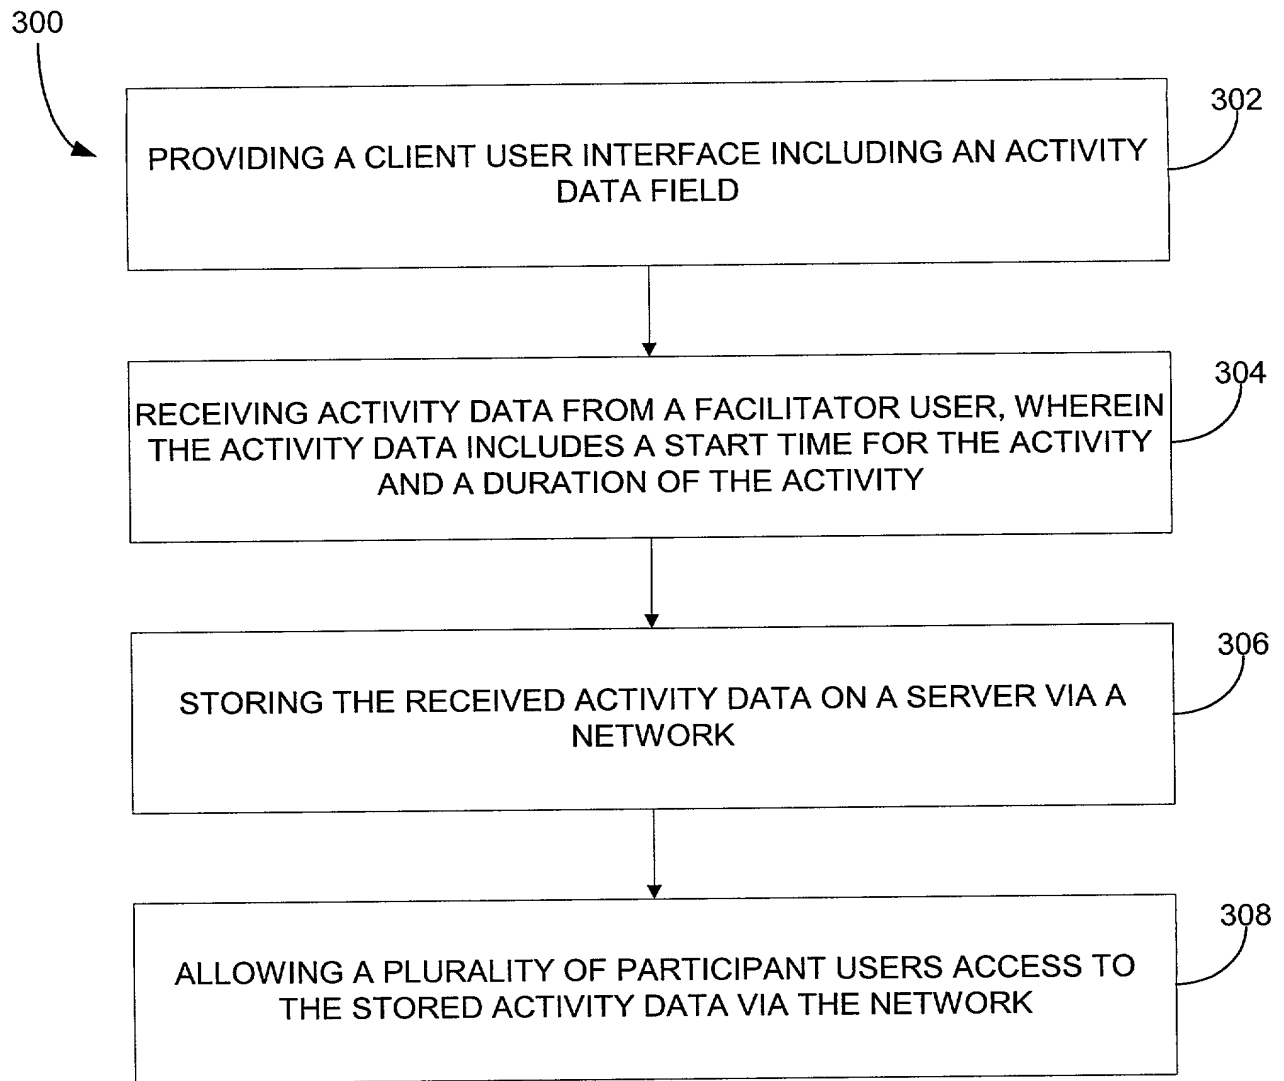 300
302
PROVIDING A CLIENT USER INTERFACE INCLUDING AN ACTIVITY
DATA FIELD
304
RECEIVING ACTIVITY DATA FROM A FACILITATOR USER, WHEREIN
THE ACTIVITY DATA INCLUDES A START TIME FOR THE ACTIVITY
AND A DURATION OF THE ACTIVITY
306
STORING THE RECEIVED ACTIVITY DATA ON A SERVER VIA A
NETWORK
308
ALLOWING A PLURALITY OF PARTICIPANT USERS ACCESS TO
THE STORED ACTIVITY DATA VIA THE NETWORK